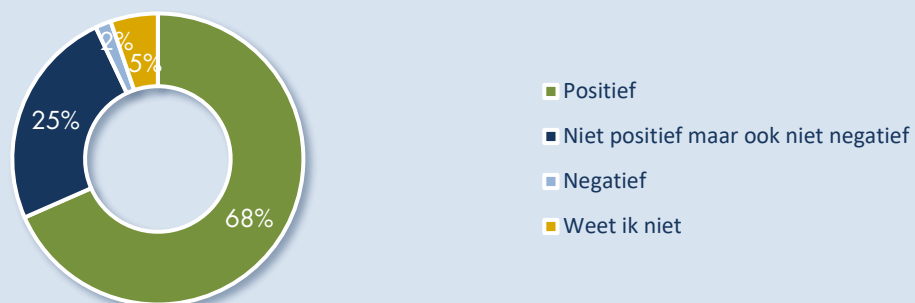 2%
5%
25%
68%
Positief
Niet positief maar ook niet negatief
Negatief
Weet ik niet